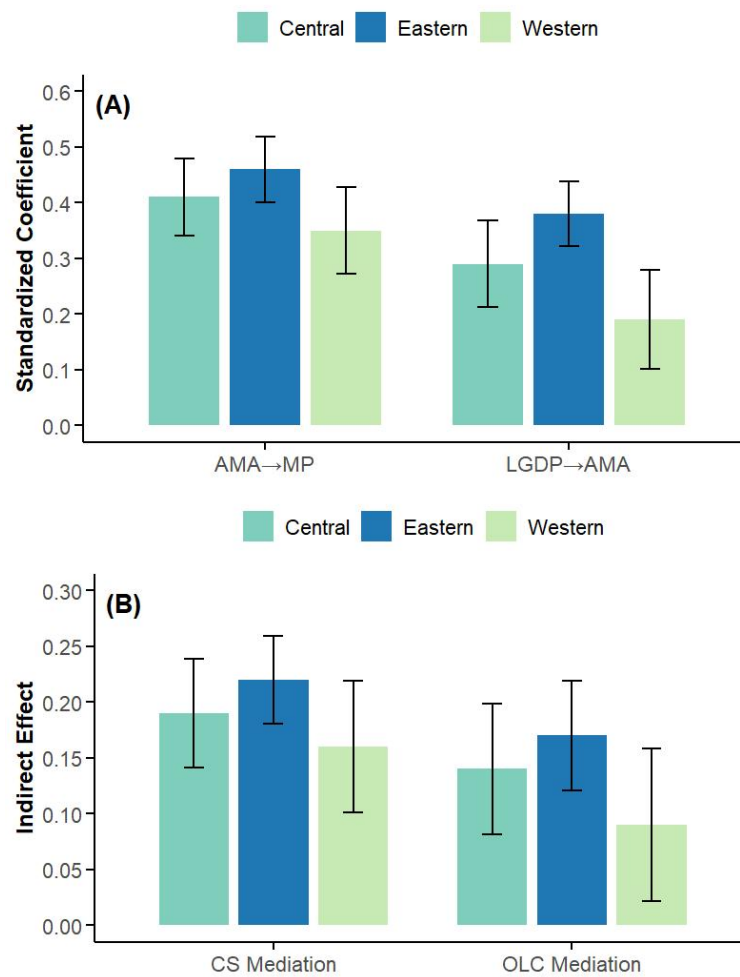 Central Eastern Western
(A)
Standardized Coefficient
0.6
0.5
0.4
0.3
0.2
0.1
0.0
AMA→MP LGDP→AMA
Central Eastern Western
(B)
Indirect Effect
0.30
0.25
0.20
0.15
0.10
0.05
0.00
CS Mediation OLC Mediation